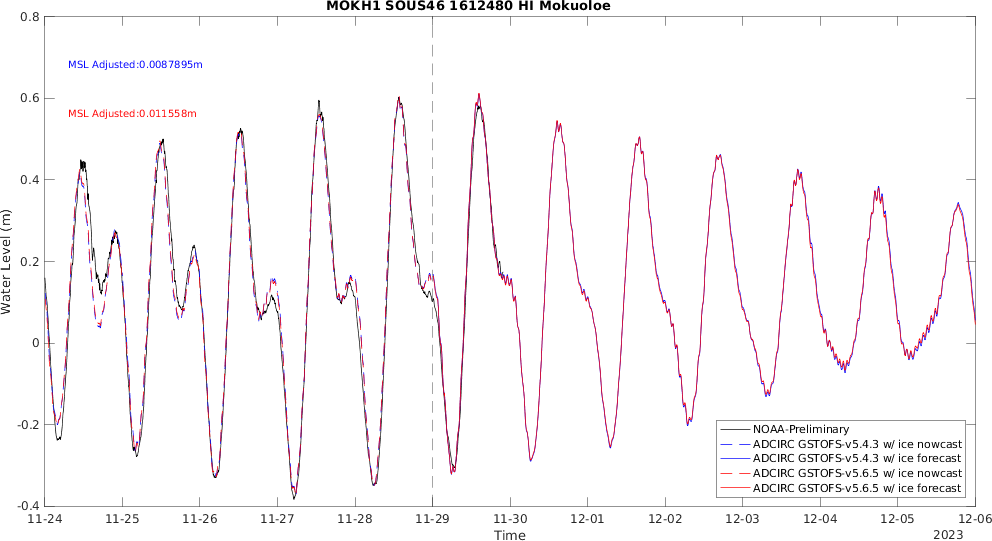 MOKH1 SOUS46 1612480 HI Mokuoloe
0.8
0.6
0.4
0.2
0
-0.2
-0.4
Water Level (m)
MSL Adjusted:0.0087895m
MSL Adjusted:0.011558m
NOAA-Preliminary
ADCIRC GSTOFS-v5.4.3 w/ ice nowcast
ADCIRC GSTOFS-v5.4.3 w/ ice forecast
ADCIRC GSTOFS-v5.6.5 w/ ice nowcast
ADCIRC GSTOFS-v5.6.5 w/ ice forecast
11-24 11-25 11-26 11-27 11-28 11-29 11-30 12-01 12-02 12-03 12-04 12-05 12-06
Time
2023